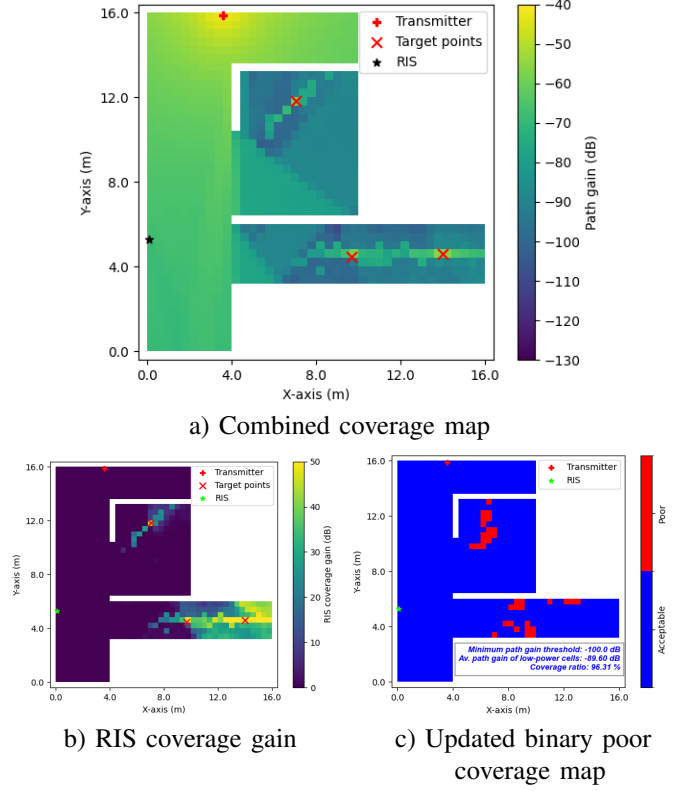 16.0
12.0
8.0
4.0
0.0
Y-axis (m)
0.0 4.0 8.0 12.0 16.0
X-axis (m)
Transmitter
Target points
RIS
−40
−50
−60
−70
−80
−90
−100
−110
−120
−130
Path gain (dB)
a) Combined coverage map
16.0
12.0
8.0
4.0
0.0
Y-axis (m)
0.0 4.0 8.0 12.0 16.0
X-axis (m)
Transmitter
Target points
RIS
50
40
30
20
10
0
RIS coverage gain (dB)
b) RIS coverage gain
16.0
12.0
8.0
4.0
0.0
Y-axis (m)
0.0 4.0 8.0 12.0 16.0
X-axis (m)
Transmitter
RIS
Minimum path gain threshold: -100.0 dB
Av. path gain of low-power cells: -89.60 dB
Coverage ratio: 96.31 %
Poor
Acceptable
c) Updated binary poor
coverage map